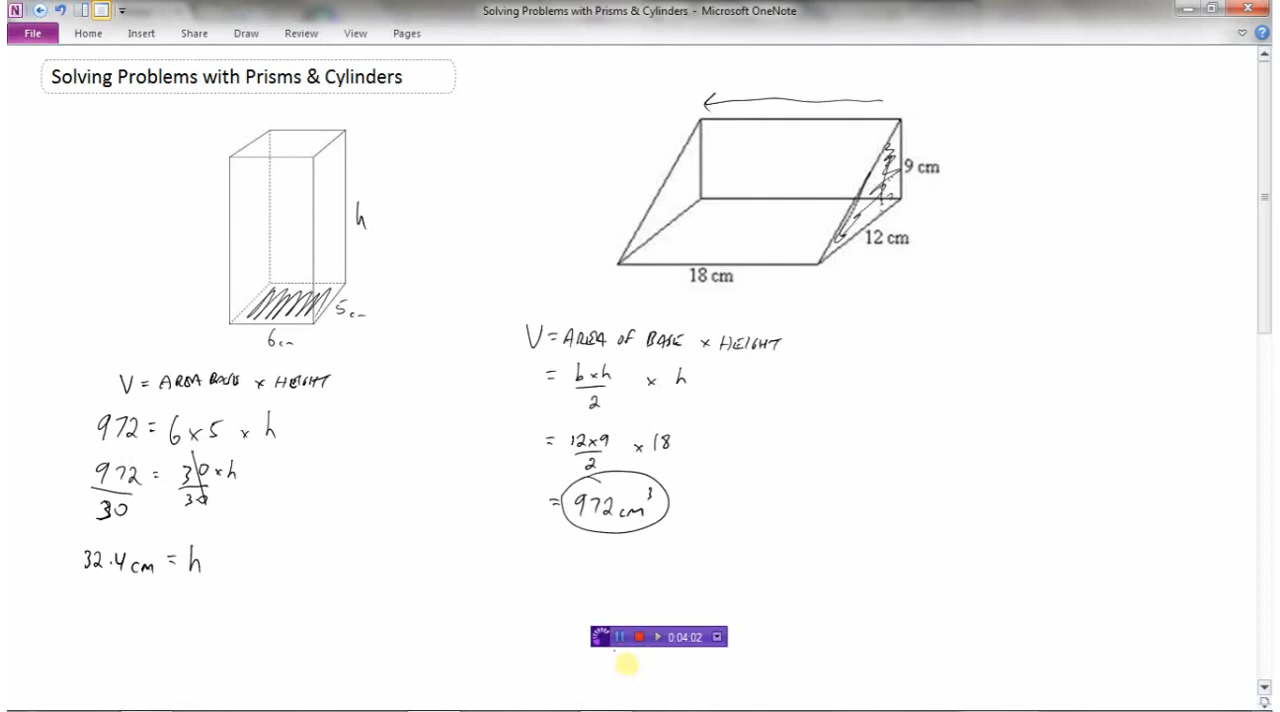 Solving Problems with Prisms & Cylinders - Microsoft OneNote
File Home Insert Share Draw Review View Pages
Solving Problems with Prisms & Cylinders
h
5cm
6cm
V = AREA BASE x HEIGHT
972 = 6 x 5 x h
972 = 30 x h
30 30
32.4 cm = h
9 cm
12 cm
18 cm
V = AREA OF BASE x HEIGHT
= b x h x h
2
= 12 x 9 x 18
2
= 972 cm³
0:04:02